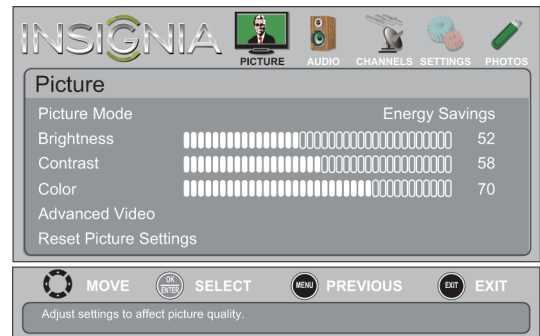 INSIGNIA
PICTURE AUDIO CHANNELS SETTINGS PHOTOS
Picture
Picture Mode Energy Savings
Brightness 52
Contrast 58
Color 70
Advanced Video
Reset Picture Settings
MOVE OK ENTER SELECT MENU PREVIOUS EXIT EXIT
Adjust settings to affect picture quality.